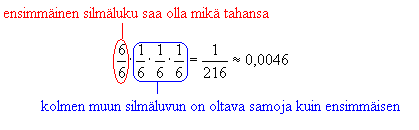 ensimmäinen silmäluku saa olla mikä tahansa
6/6 · 1/6 · 1/6 · 1/6 = 1/216 ≈ 0,0046
kolmen muun silmäluvun on oltava samoja kuin ensimmäisen